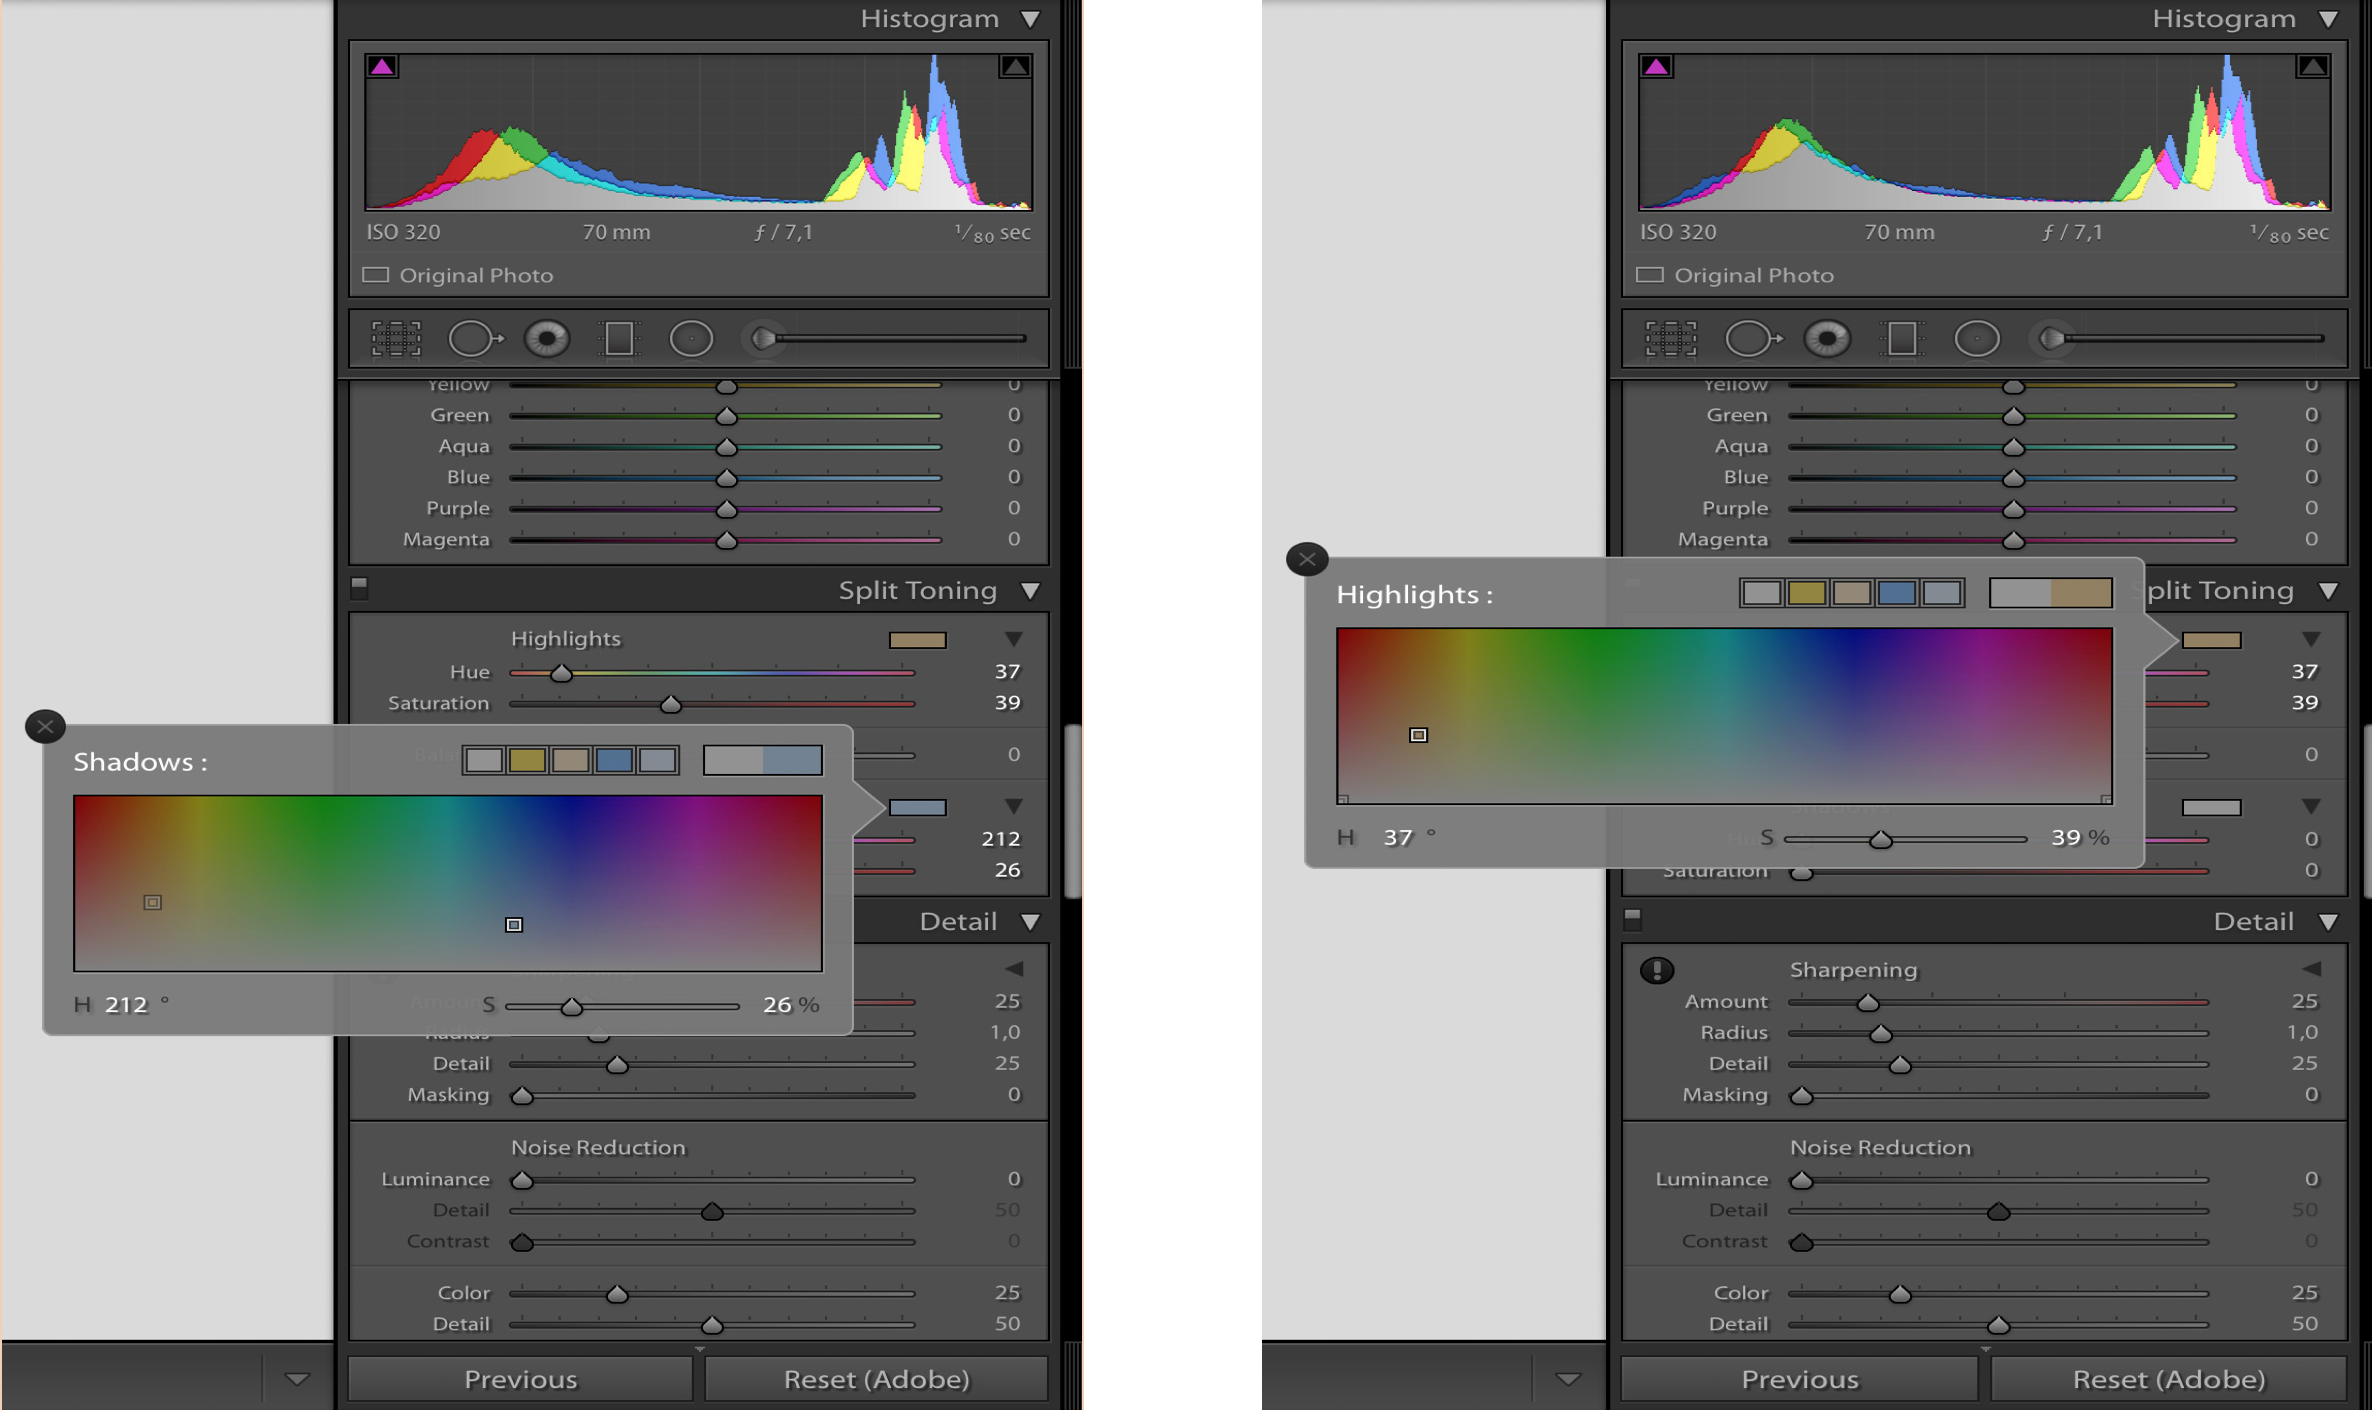 Histogram
ISO 320 70 mm ƒ / 7,1 1/80 sec
Original Photo
Yellow 0
Green 0
Aqua 0
Blue 0
Purple 0
Magenta 0
Split Toning
Highlights
Hue 37
Saturation 39
0
Shadows :
212
26
H 212 ° S 26 %
Detail
Amount 25
Radius 1,0
Detail 25
Masking 0
Noise Reduction
Luminance 0
Detail 50
Contrast 0
Color 25
Detail 50
Previous Reset (Adobe)
Histogram
ISO 320 70 mm ƒ / 7,1 1/80 sec
Original Photo
Yellow 0
Green 0
Aqua 0
Blue 0
Purple 0
Magenta 0
Highlights :
plit Toning
37
39
0
H 37 ° S 39 %
0
Saturation 0
Detail
Sharpening
Amount 25
Radius 1,0
Detail 25
Masking 0
Noise Reduction
Luminance 0
Detail 50
Contrast 0
Color 25
Detail 50
Previous Reset (Adobe)